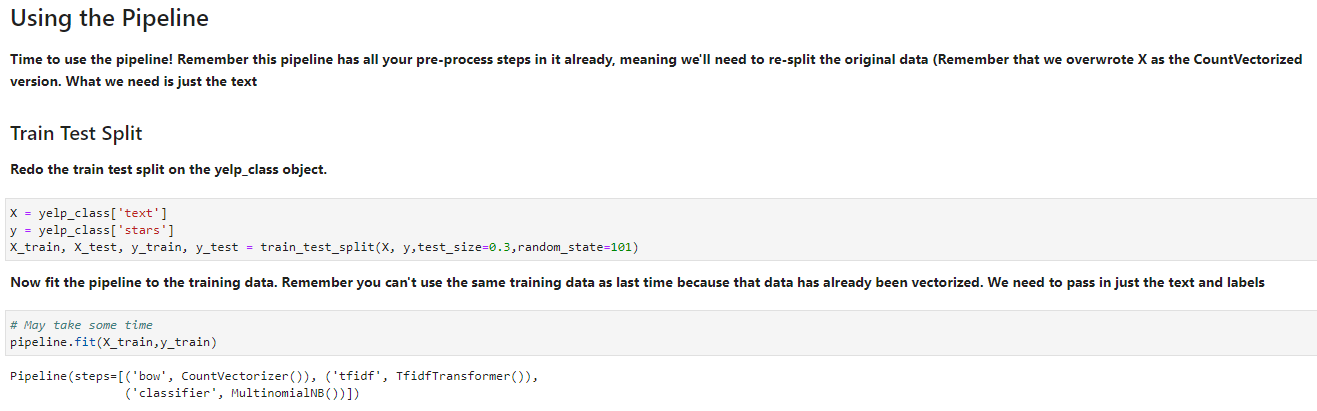 Using the Pipeline
Time to use the pipeline! Remember this pipeline has all your pre-process steps in it already, meaning we'll need to re-split the original data (Remember that we overwrote X as the CountVectorized
version. What we need is just the text
Train Test Split
Redo the train test split on the yelp_class object.
X = yelp_class['text']
y = yelp_class['stars']
X_train, X_test, y_train, y_test = train_test_split(X, y,test_size=0.3,random_state=101)
Now fit the pipeline to the training data. Remember you can't use the same training data as last time because that data has already been vectorized. We need to pass in just the text and labels
# May take some time
pipeline.fit(X_train,y_train)
Pipeline(steps=[('bow', CountVectorizer()), ('tfidf', TfidfTransformer()),
                ('classifier', MultinomialNB())])